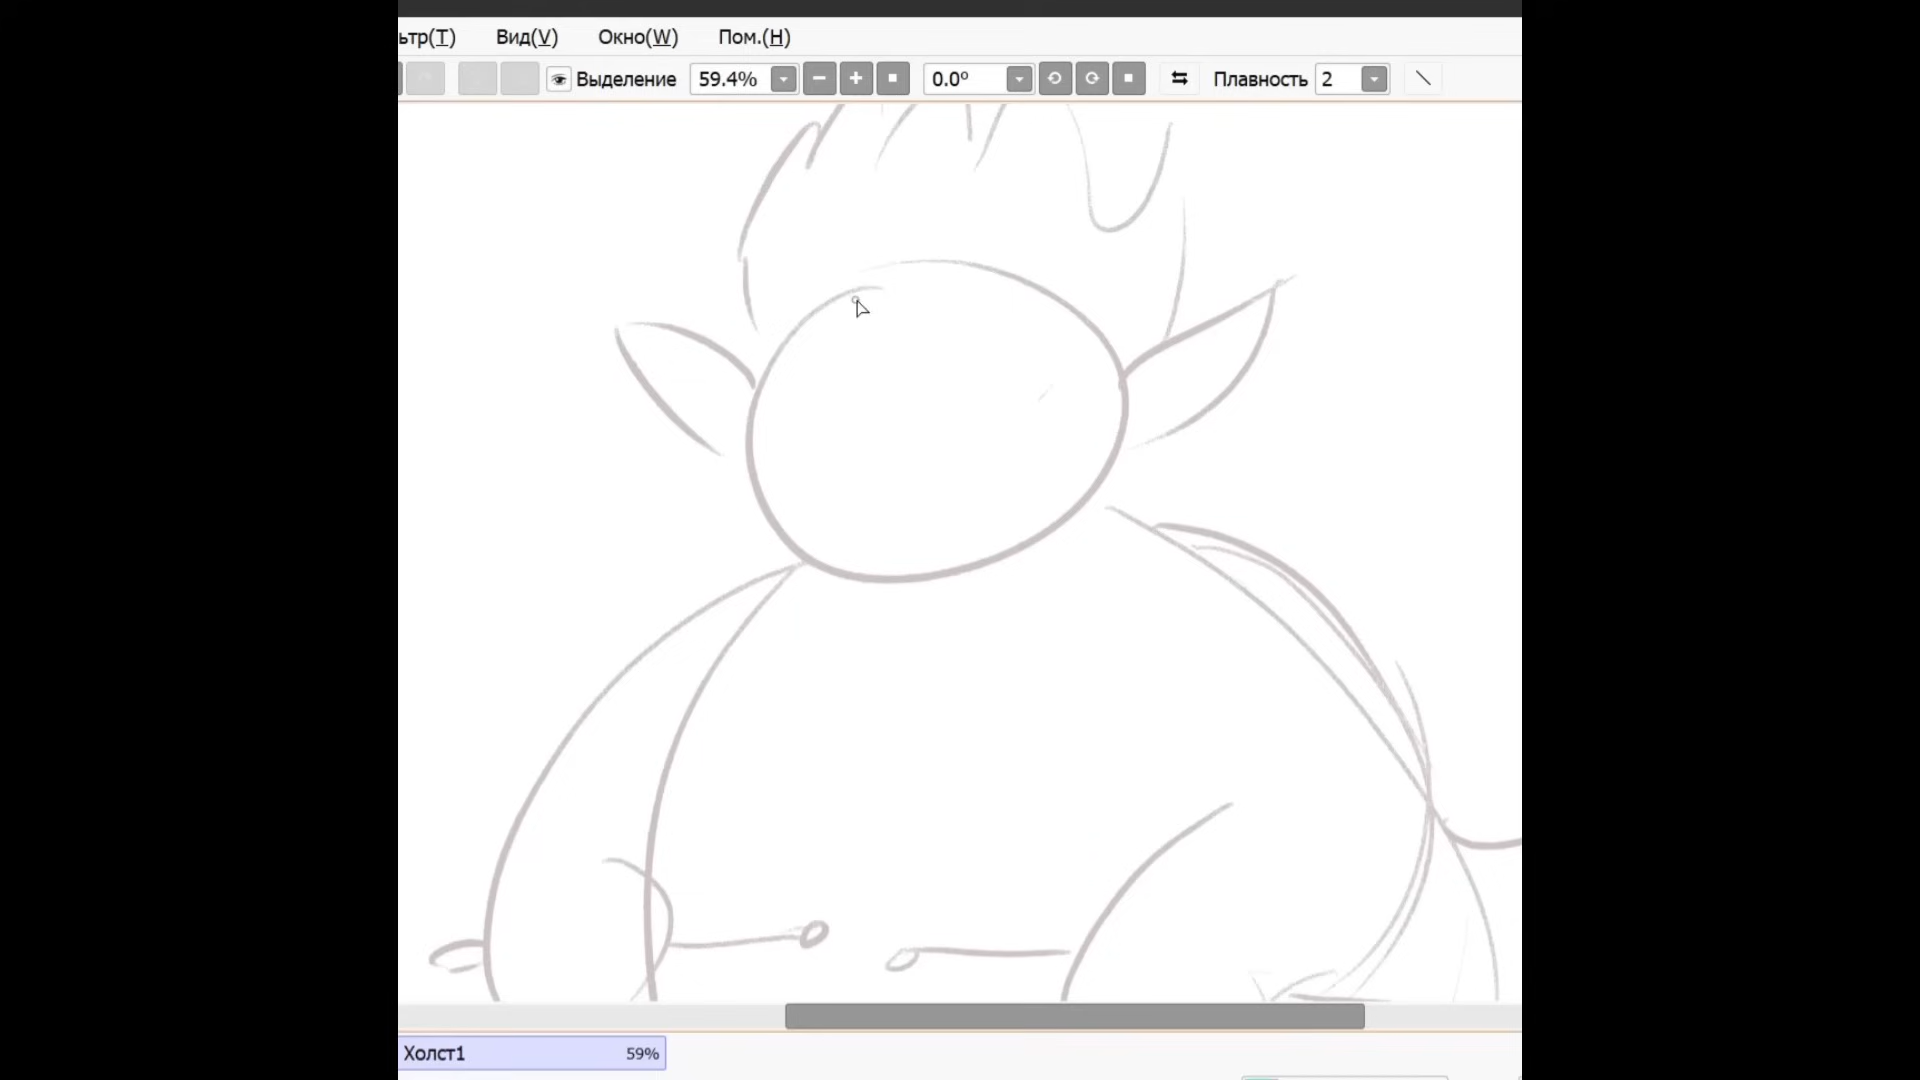 ьтр(T) Вид(V) Окно(W) Пом.(H)
Выделение 59.4% 0.0° Плавность 2
Холст1 59%